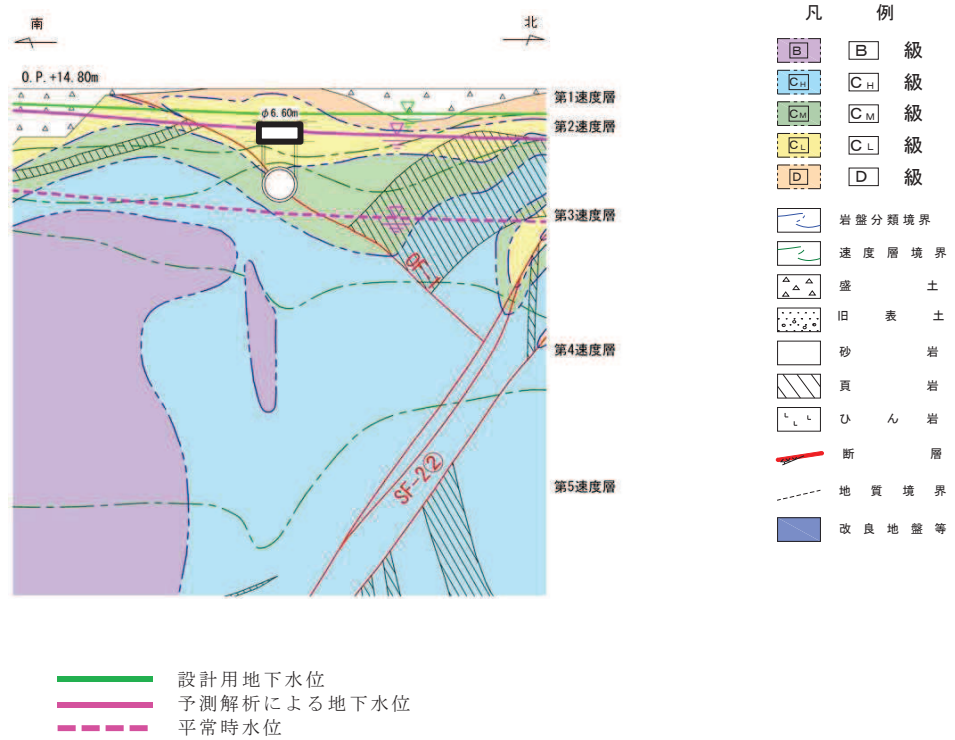 南
北
O.P.+14.80m
φ6.60m
OF-1
SF-2②
第1速度層
第2速度層
第3速度層
第4速度層
第5速度層
凡 例
B B 級
CH CH 級
CM CM 級
CL CL 級
D D 級
岩盤分類境界
速度層境界
盛土
旧表土
砂岩
頁岩
ひん岩
断層
地質境界
改良地盤等
設計用地下水位
予測解析による地下水位
平常時水位